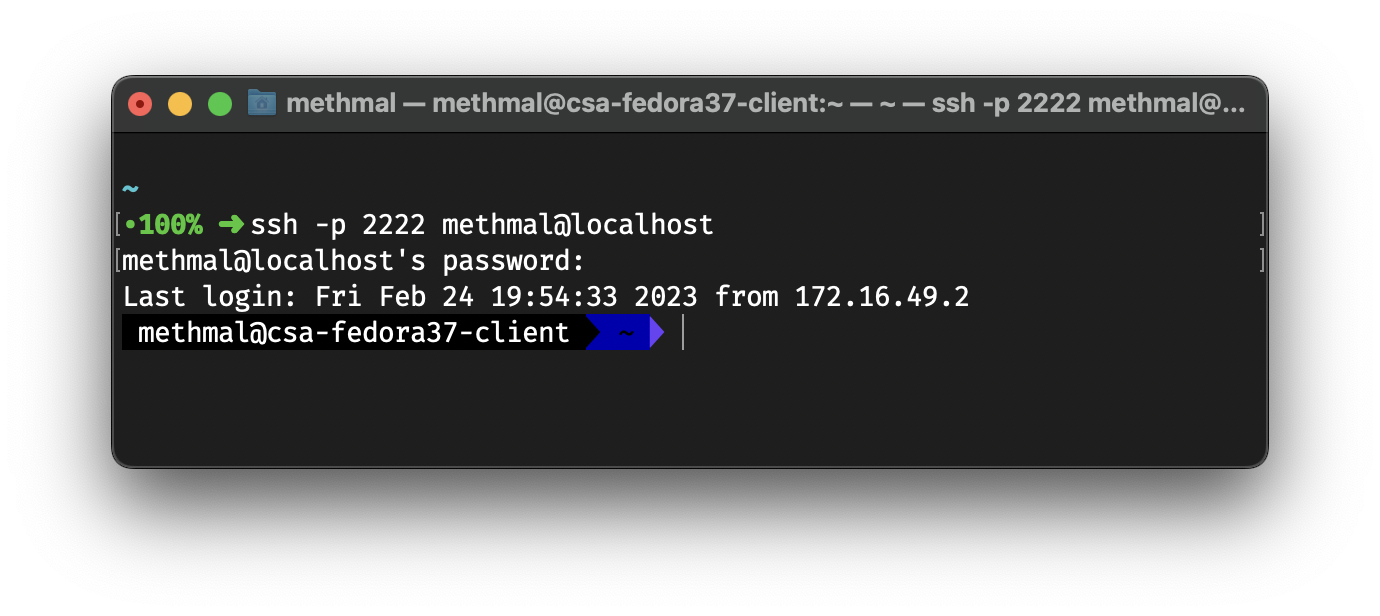 methmal — methmal@csa-fedora37-client:~ — ~ — ssh -p 2222 methmal@...
~
[•100% ➜ ssh -p 2222 methmal@localhost ]
[methmal@localhost's password: ]
Last login: Fri Feb 24 19:54:33 2023 from 172.16.49.2
methmal@csa-fedora37-client ~